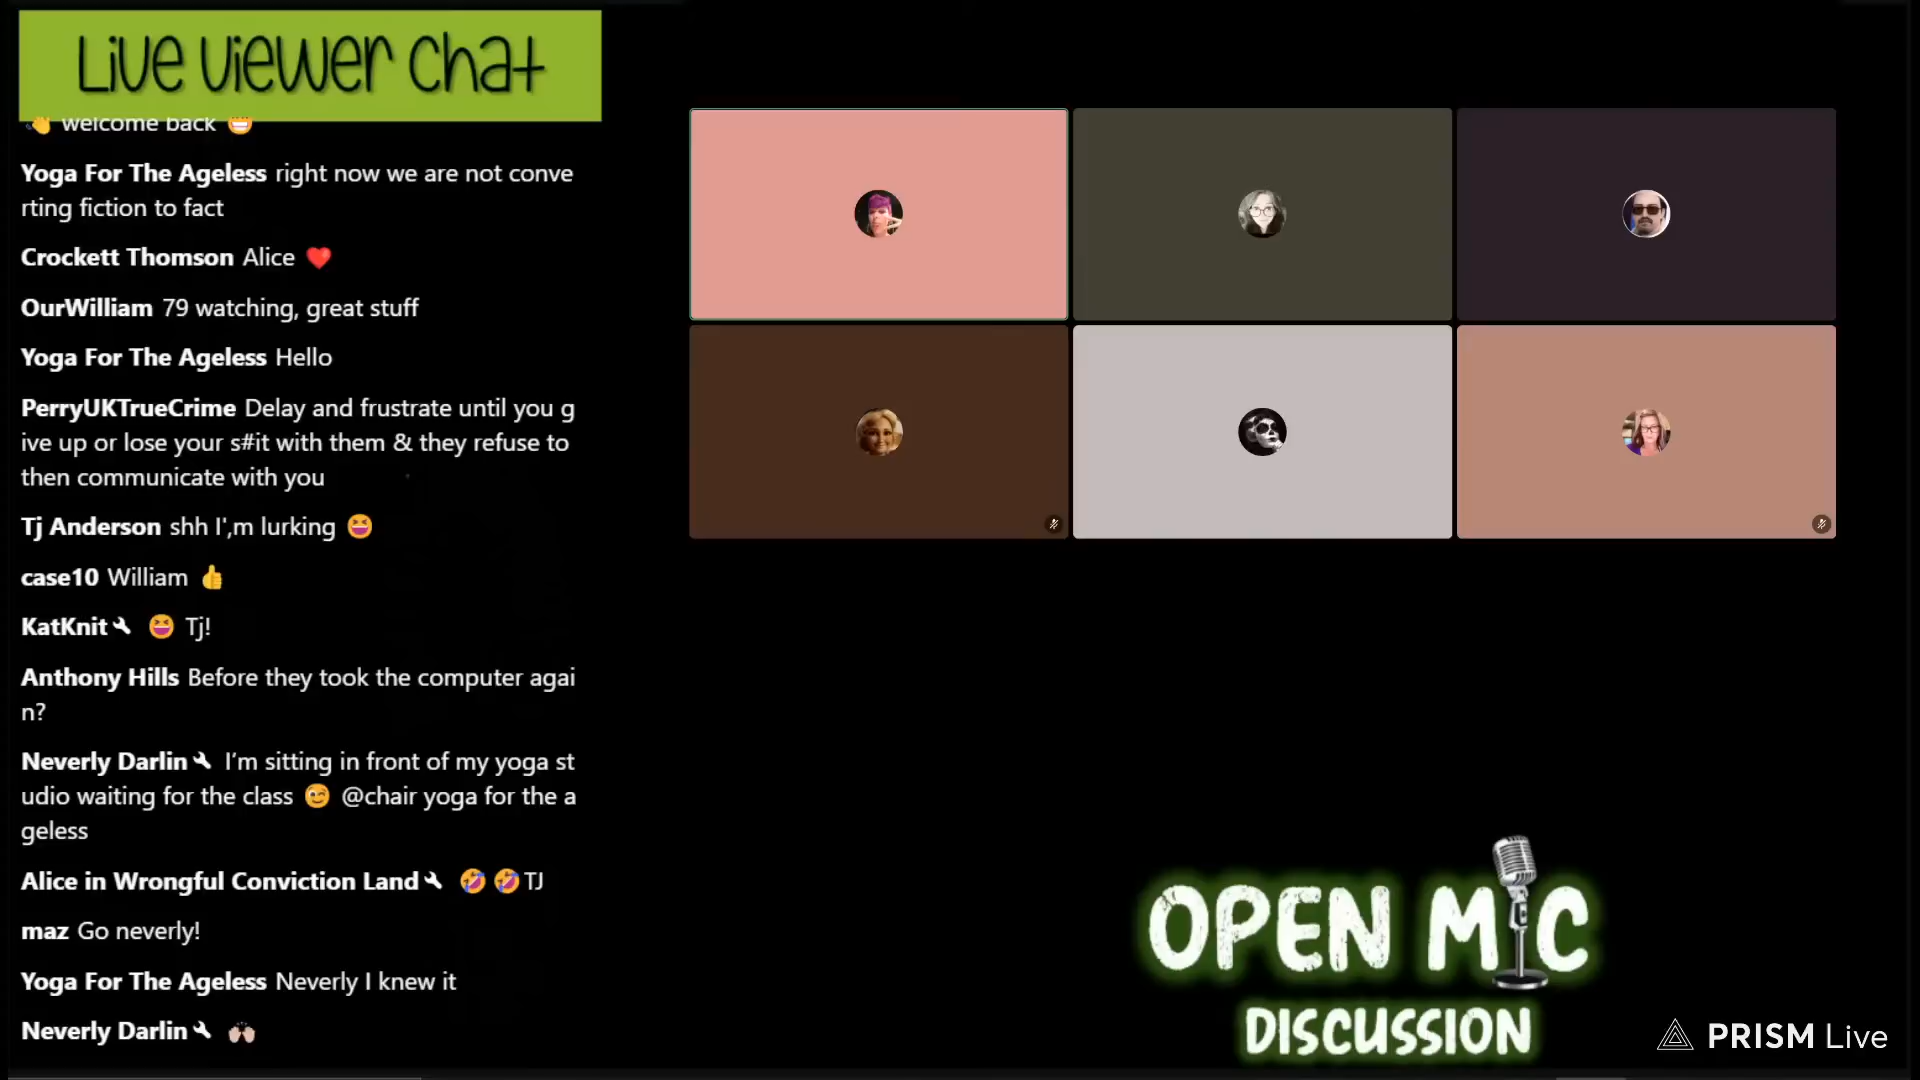 Live Viewer Chat
👋 welcome back 😁
Yoga For The Ageless right now we are not conve
rting fiction to fact
Crockett Thomson Alice ❤️
OurWilliam 79 watching, great stuff
Yoga For The Ageless Hello
PerryUKTrueCrime Delay and frustrate until you g
ive up or lose your s#it with them & they refuse to
then communicate with you
Tj Anderson shh I',m lurking 😆
case10 William 👍
KatKnit 😆 Tj!
Anthony Hills Before they took the computer agai
n?
Neverly Darlin I’m sitting in front of my yoga st
udio waiting for the class 😉 @chair yoga for the a
geless
Alice in Wrongful Conviction Land 🤣 🤣 TJ
maz Go neverly!
Yoga For The Ageless Neverly I knew it
Neverly Darlin 🙌🏻
OPEN MIC
DISCUSSION
PRISM Live